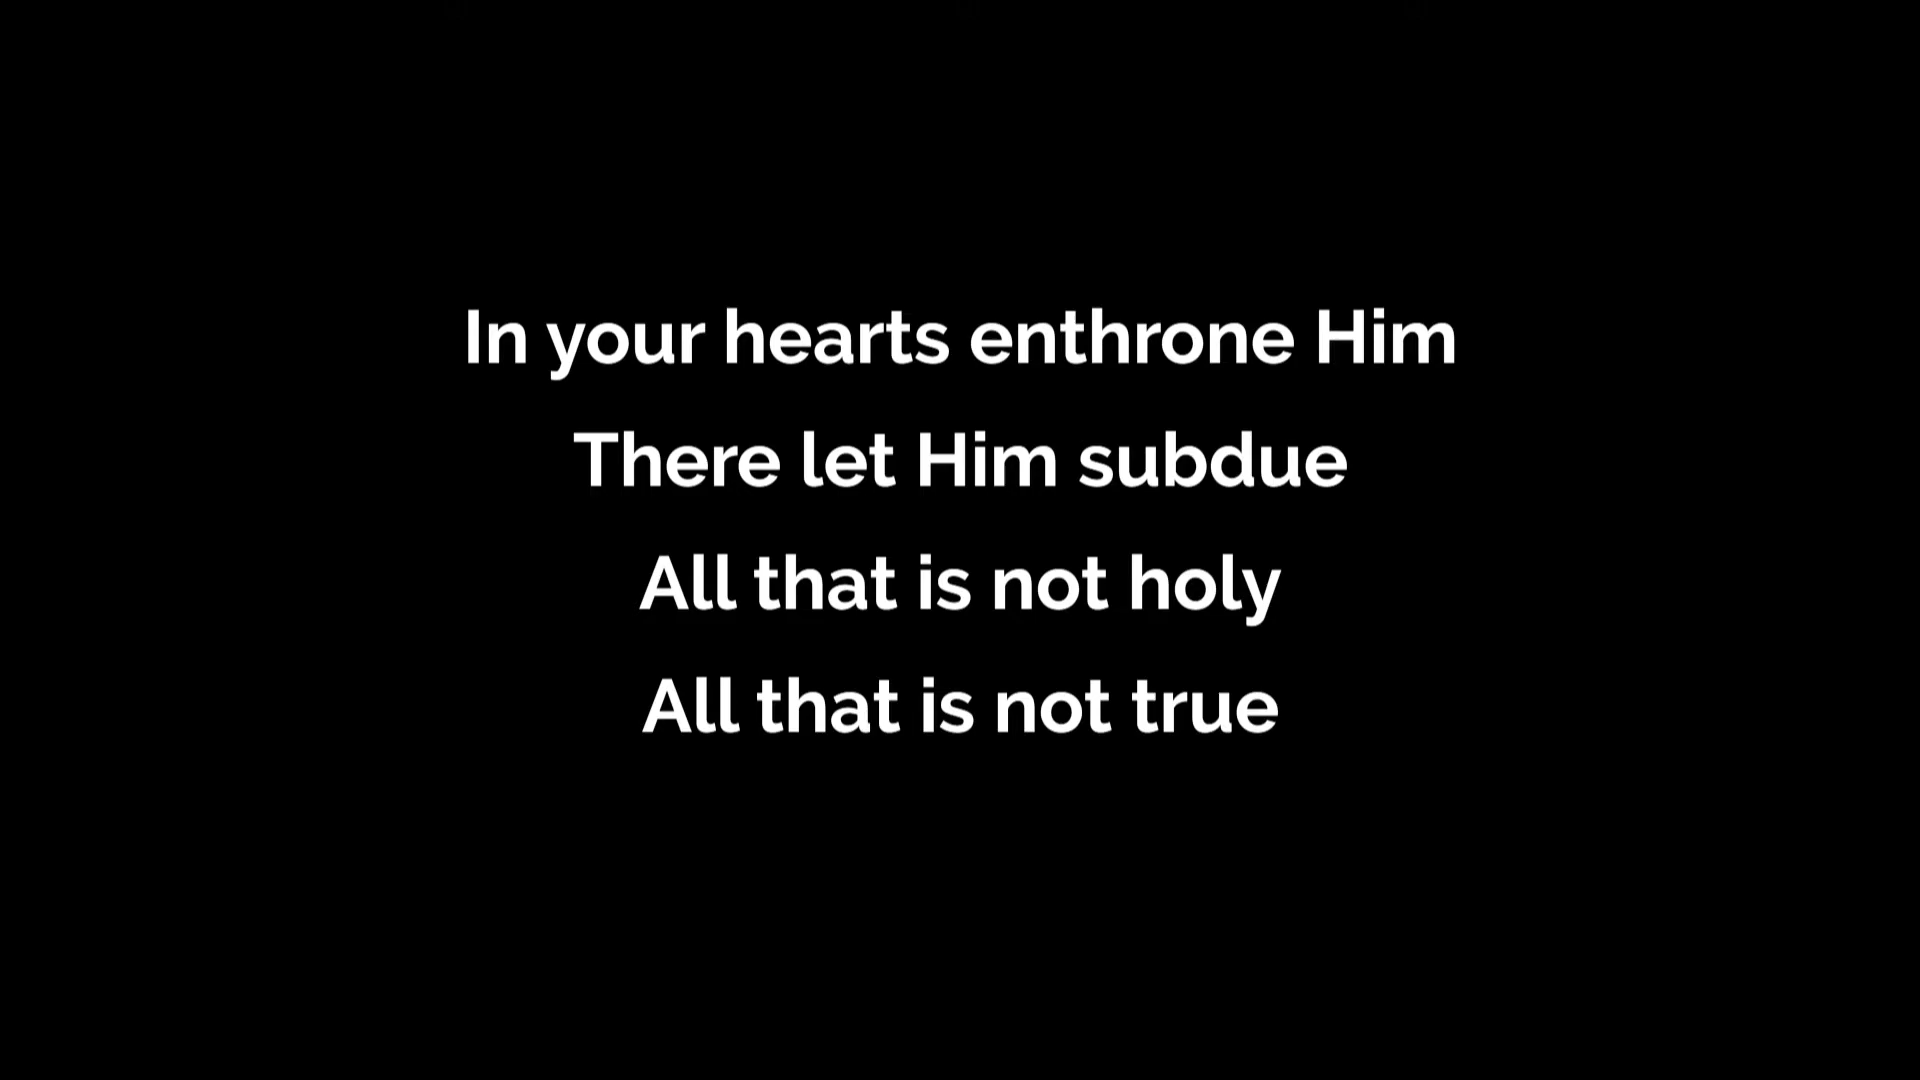 In your hearts enthrone Him
There let Him subdue
All that is not holy
All that is not true